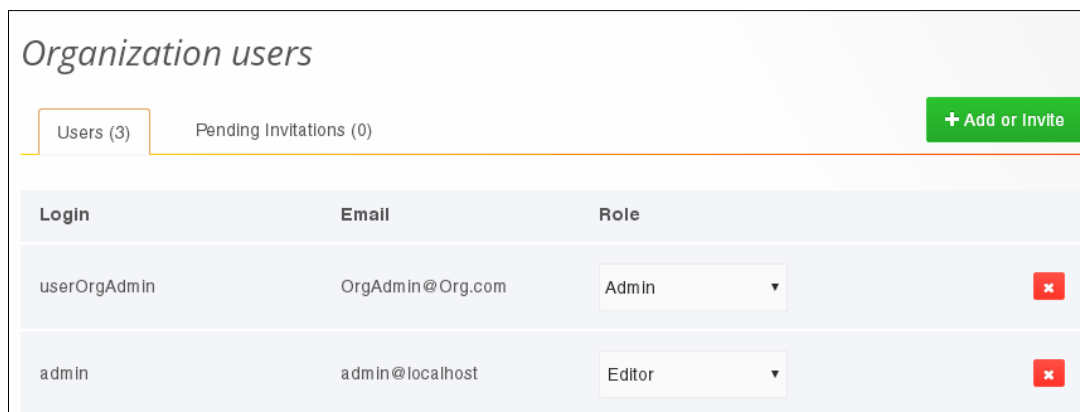 Organization users
Users (3) Pending Invitations (0) Add or Invite
Login Email Role
userOrgAdmin OrgAdmin@Org.com Admin
admin admin@localhost Editor